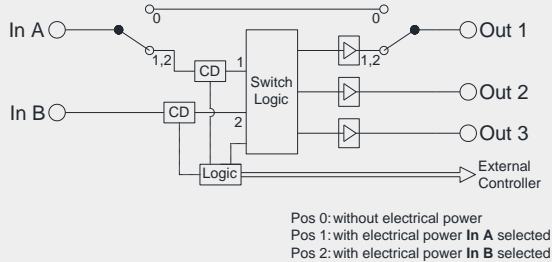 0
0
In A
Out 1
1,2
1,2
CD
1
Switch
Logic
Out 2
In B
CD
2
Out 3
Logic
External
Controller
Pos 0: without electrical power
Pos 1: with electrical power In A selected
Pos 2: with electrical power In B selected